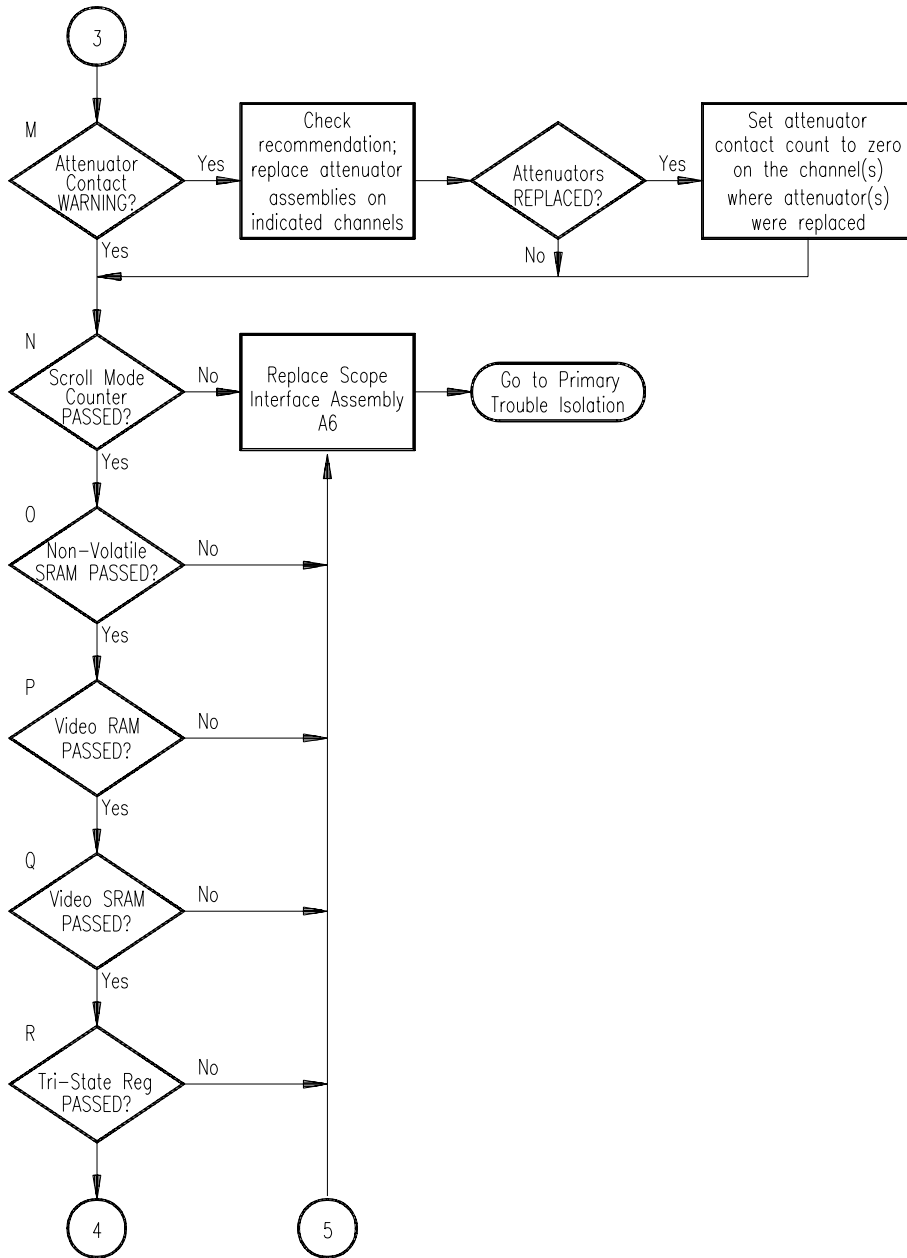 3
M
Attenuator
Contact
WARNING?
Yes
Check
recommendation;
replace attenuator
assemblies on
indicated channels
Attenuators
REPLACED?
Yes
Set attenuator
contact count to zero
on the channel(s)
where attenuator(s)
were replaced
Yes
No
N
Scroll Mode
Counter
PASSED?
No
Replace Scope
Interface Assembly
A6
Go to Primary
Trouble Isolation
Yes
O
Non-Volatile
SRAM PASSED?
No
Yes
P
Video RAM
PASSED?
No
Yes
Q
Video SRAM
PASSED?
No
Yes
R
Tri-State Reg
PASSED?
No
4
5